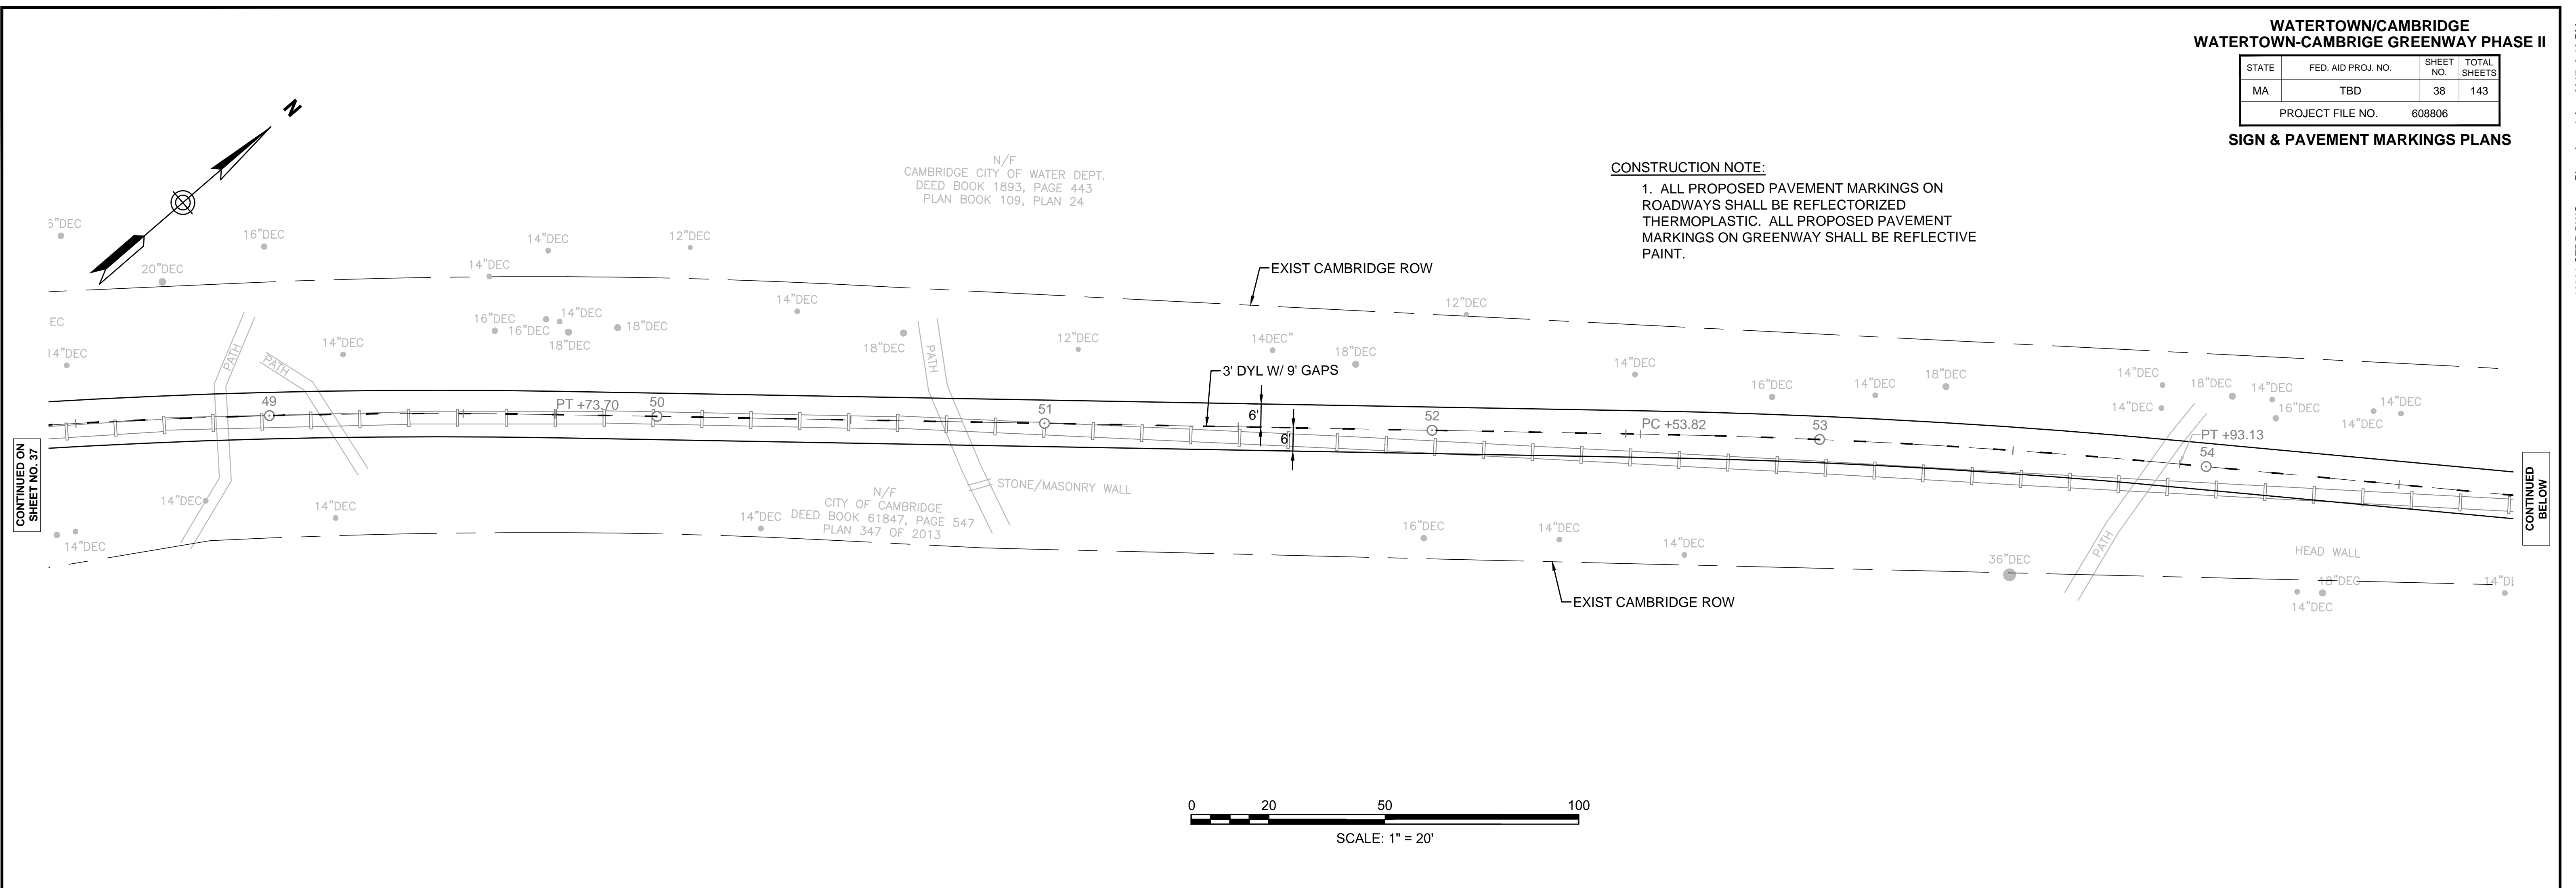 WATERTOWN/CAMBRIDGE
WATERTOWN-CAMBRIGE GREENWAY PHASE II
STATE FED. AID PROJ. NO. SHEET NO. TOTAL SHEETS
MA TBD 38 143
PROJECT FILE NO. 608806
SIGN & PAVEMENT MARKINGS PLANS
N
N/F
CAMBRIDGE CITY OF WATER DEPT.
DEED BOOK 1893, PAGE 443
PLAN BOOK 109, PLAN 24
CONSTRUCTION NOTE:
1. ALL PROPOSED PAVEMENT MARKINGS ON
ROADWAYS SHALL BE REFLECTORIZED
THERMOPLASTIC. ALL PROPOSED PAVEMENT
MARKINGS ON GREENWAY SHALL BE REFLECTIVE
PAINT.
6"DEC
16"DEC
14"DEC
12"DEC
20"DEC
14"DEC
EXIST CAMBRIDGE ROW
14"DEC
12"DEC
EC
16"DEC
14"DEC
16"DEC
18"DEC
18"DEC
14"DEC
14"DEC
PATH
PATH
18"DEC
PATH
12"DEC
14DEC"
18"DEC
14"DEC
16"DEC
14"DEC
18"DEC
14"DEC
18"DEC
14"DEC
14"DEC
16"DEC
14"DEC
14"DEC
3' DYL W/ 9' GAPS
6'
6'
49
PT +73.70
50
51
52
PC +53.82
53
PT +93.13
54
CONTINUED ON
SHEET NO. 37
CONTINUED
BELOW
14"DEC
14"DEC
14"DEC
N/F
CITY OF CAMBRIDGE
DEED BOOK 61847, PAGE 547
PLAN 347 OF 2013
14"DEC
STONE/MASONRY WALL
16"DEC
14"DEC
14"DEC
36"DEC
PATH
HEAD WALL
18"DEC
14"DEC
14"D
EXIST CAMBRIDGE ROW
0 20 50 100
SCALE: 1" = 20'